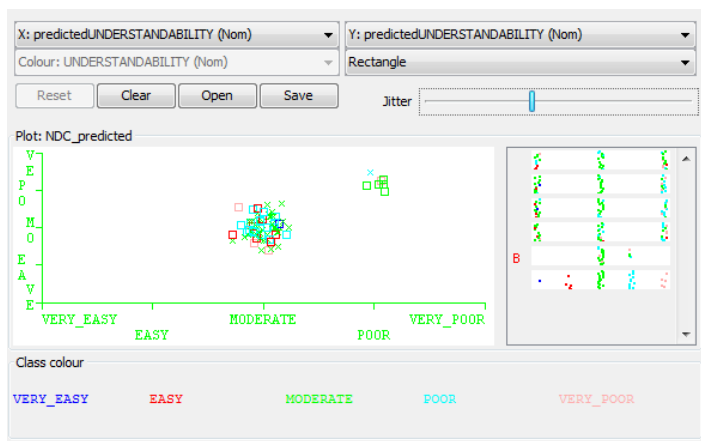 X: predictedUNDERSTANDABILITY (Nom) Y: predictedUNDERSTANDABILITY (Nom)
Colour: UNDERSTANDABILITY (Nom) Rectangle
Reset Clear Open Save Jitter
Plot: NDC_predicted
V
E
P
O
M
O
E
A
V
E
B
VERY_EASY MODERATE VERY_POOR
EASY POOR
Class colour
VERY_EASY EASY MODERATE POOR VERY_POOR